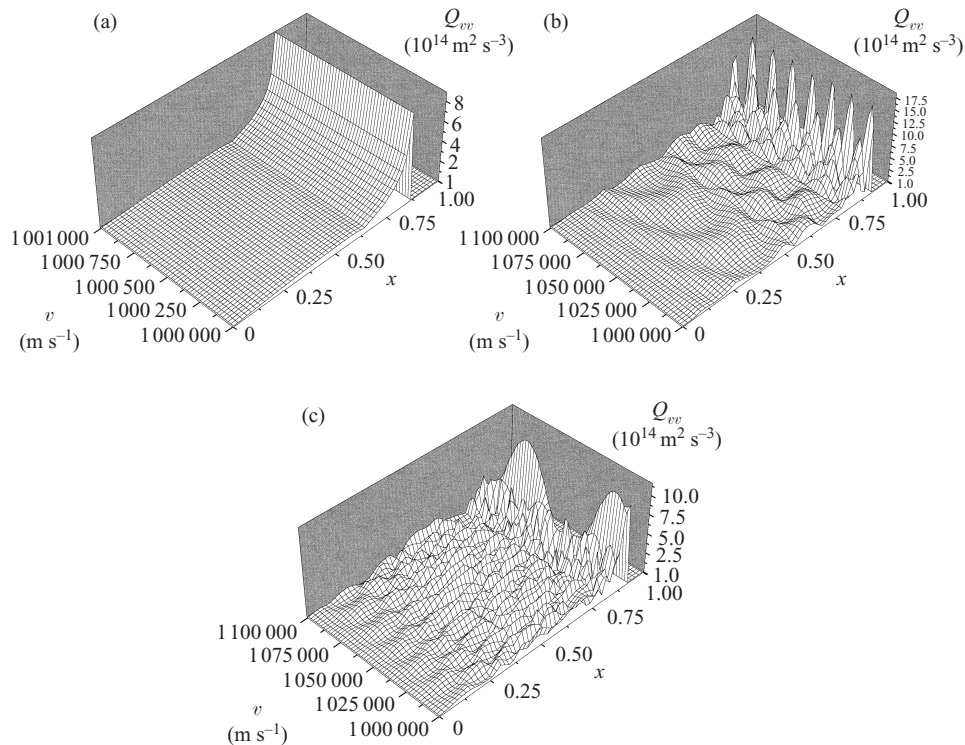 (a)
Q_vv
(10^14 m^2 s^–3)
8
6
4
2
1
1.00
0.75
0.50
0.25
0
x
1 001 000
1 000 750
1 000 500
1 000 250
1 000 000
v
(m s^–1)
(b)
Q_vv
(10^14 m^2 s^–3)
17.5
15.0
12.5
10.0
7.5
5.0
2.5
1.0
1.00
0.75
0.50
0.25
0
x
1 100 000
1 075 000
1 050 000
1 025 000
1 000 000
v
(m s^–1)
(c)
Q_vv
(10^14 m^2 s^–3)
10.0
7.5
5.0
2.5
1.0
1.00
0.75
0.50
0.25
0
x
1 100 000
1 075 000
1 050 000
1 025 000
1 000 000
v
(m s^–1)